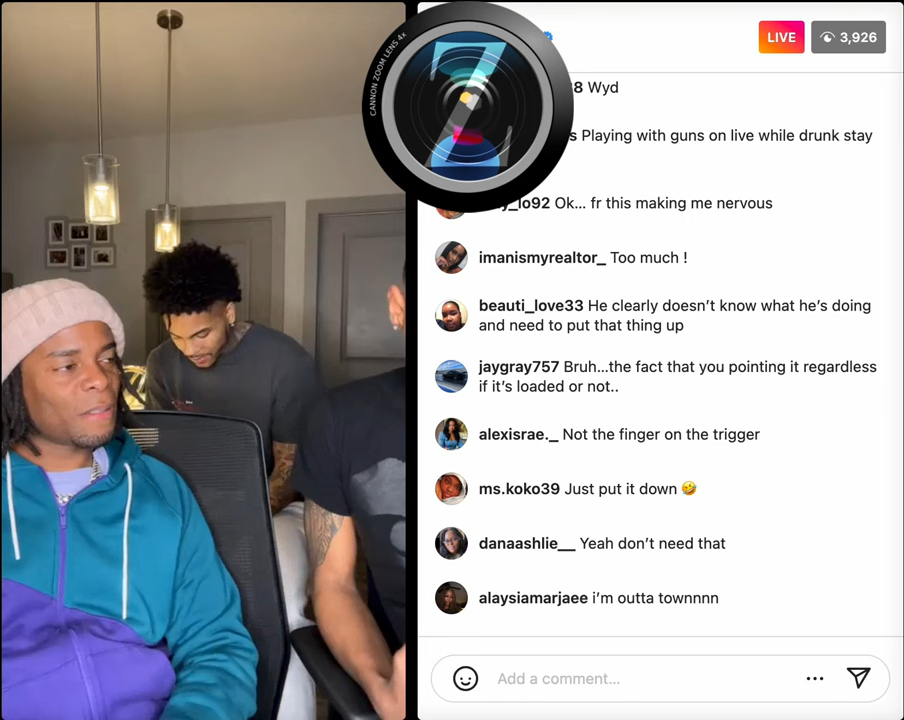 CANNON ZOOM LENS 4x
Z
LIVE
3,926
8 Wyd
s Playing with guns on live while drunk stay
y_lo92 Ok... fr this making me nervous
imanismyrealtor_ Too much !
beauti_love33 He clearly doesn’t know what he’s doing
and need to put that thing up
jaygray757 Bruh...the fact that you pointing it regardless
if it’s loaded or not..
alexisrae._ Not the finger on the trigger
ms.koko39 Just put it down 🤣
danaashlie__ Yeah don’t need that
alaysiamarjaee i’m outta townnnn
Add a comment...